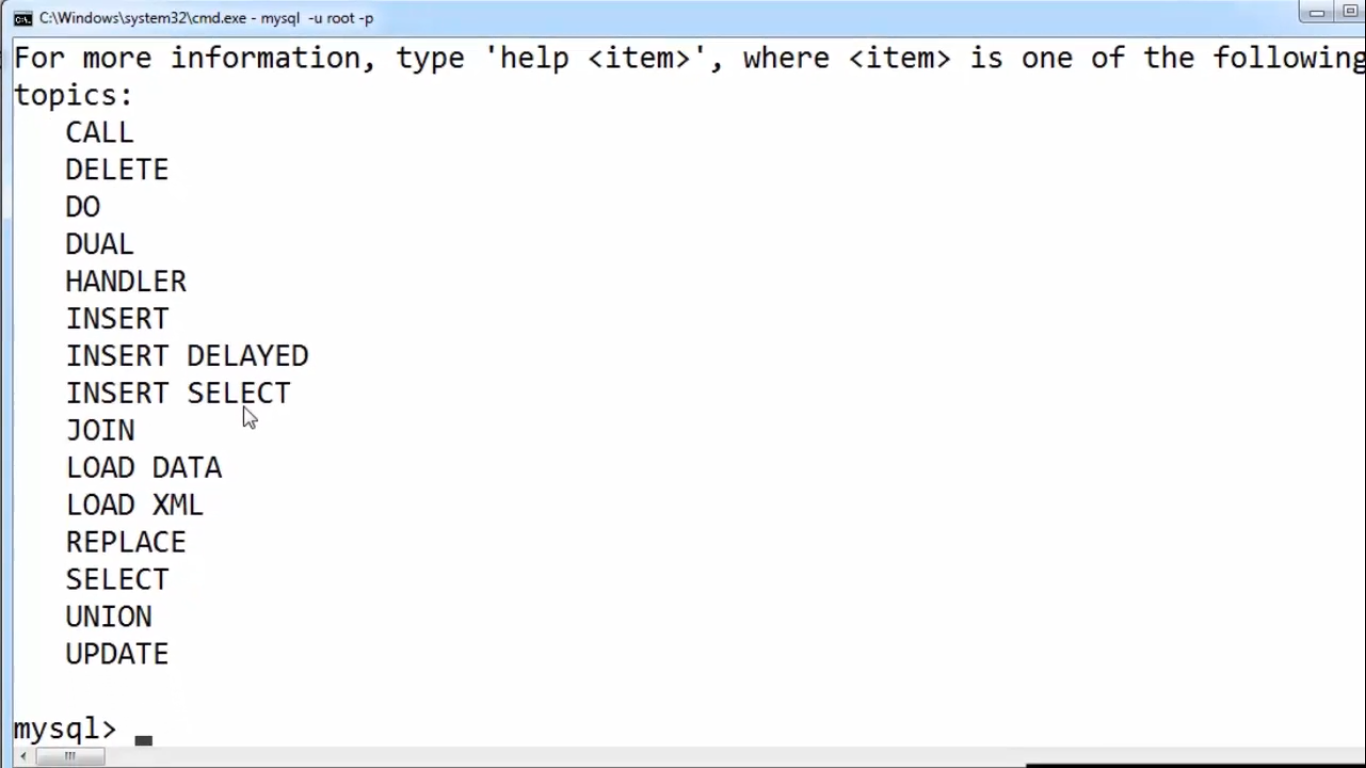 C:\Windows\system32\cmd.exe - mysql  -u root -p
For more information, type 'help <item>', where <item> is one of the following
topics:
   CALL
   DELETE
   DO
   DUAL
   HANDLER
   INSERT
   INSERT DELAYED
   INSERT SELECT
   JOIN
   LOAD DATA
   LOAD XML
   REPLACE
   SELECT
   UNION
   UPDATE
mysql> _